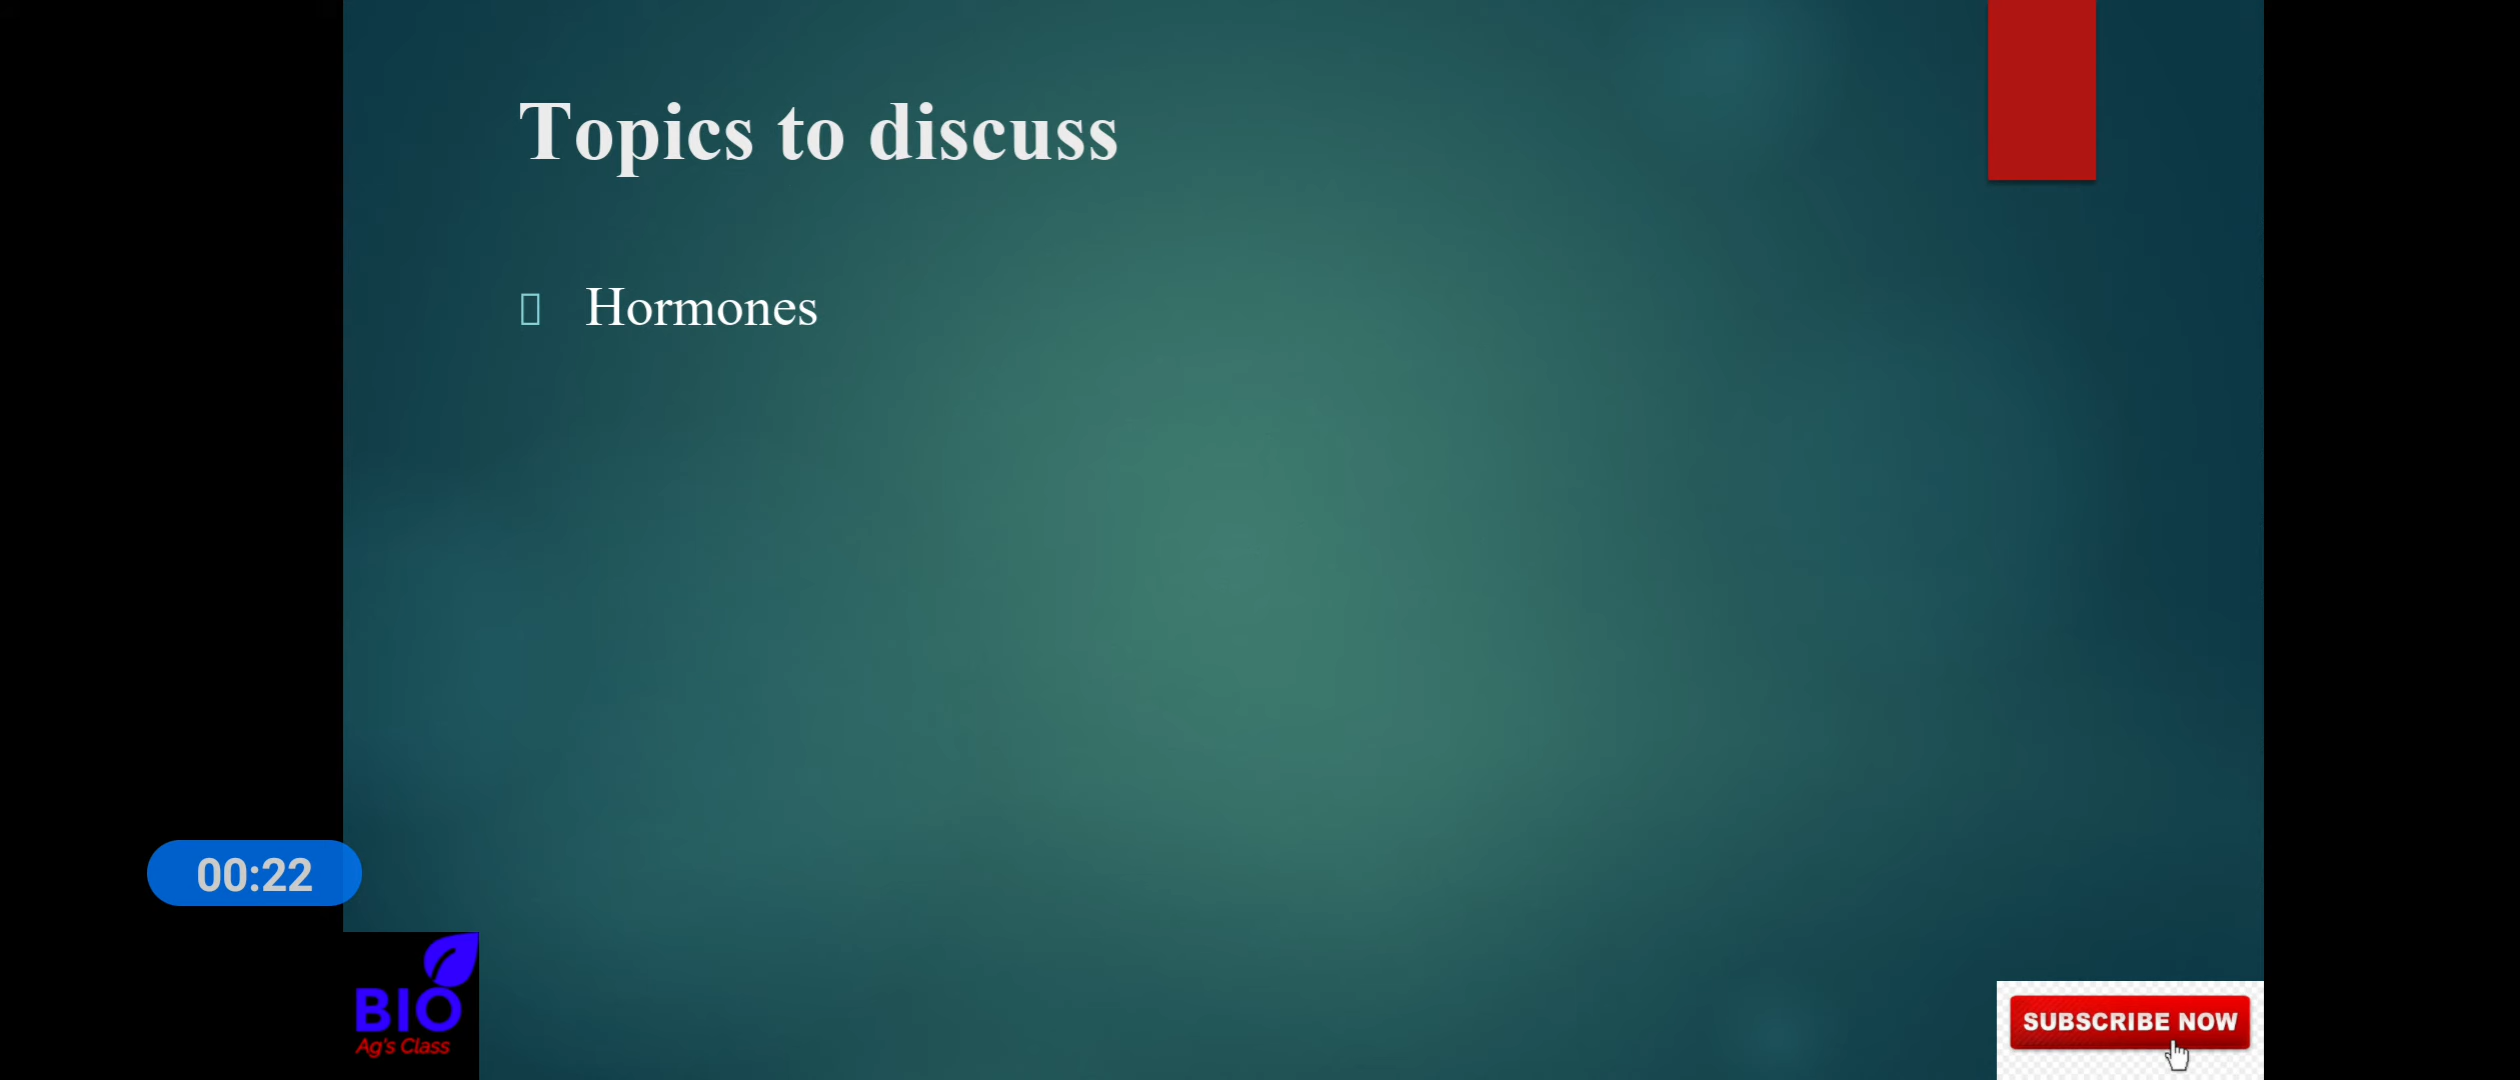 Topics to discuss
Hormones
00:22
BIO
Ag's Class
SUBSCRIBE NOW